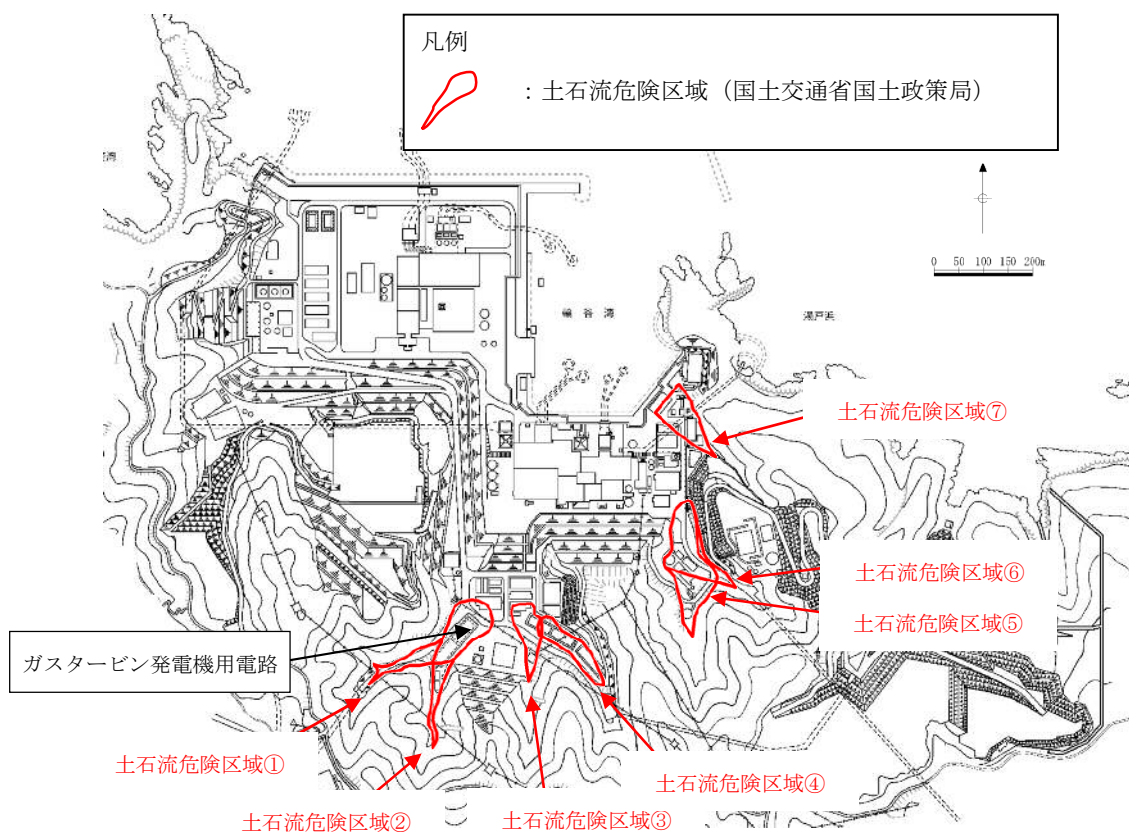 凡例
：土石流危険区域（国土交通省国土政策局）
湾
0 50 100 150 200m
輪谷湾
瀬戸浜
土石流危険区域⑦
土石流危険区域⑥
土石流危険区域⑤
ガスタービン発電機用電路
土石流危険区域①
土石流危険区域④
土石流危険区域②
土石流危険区域③